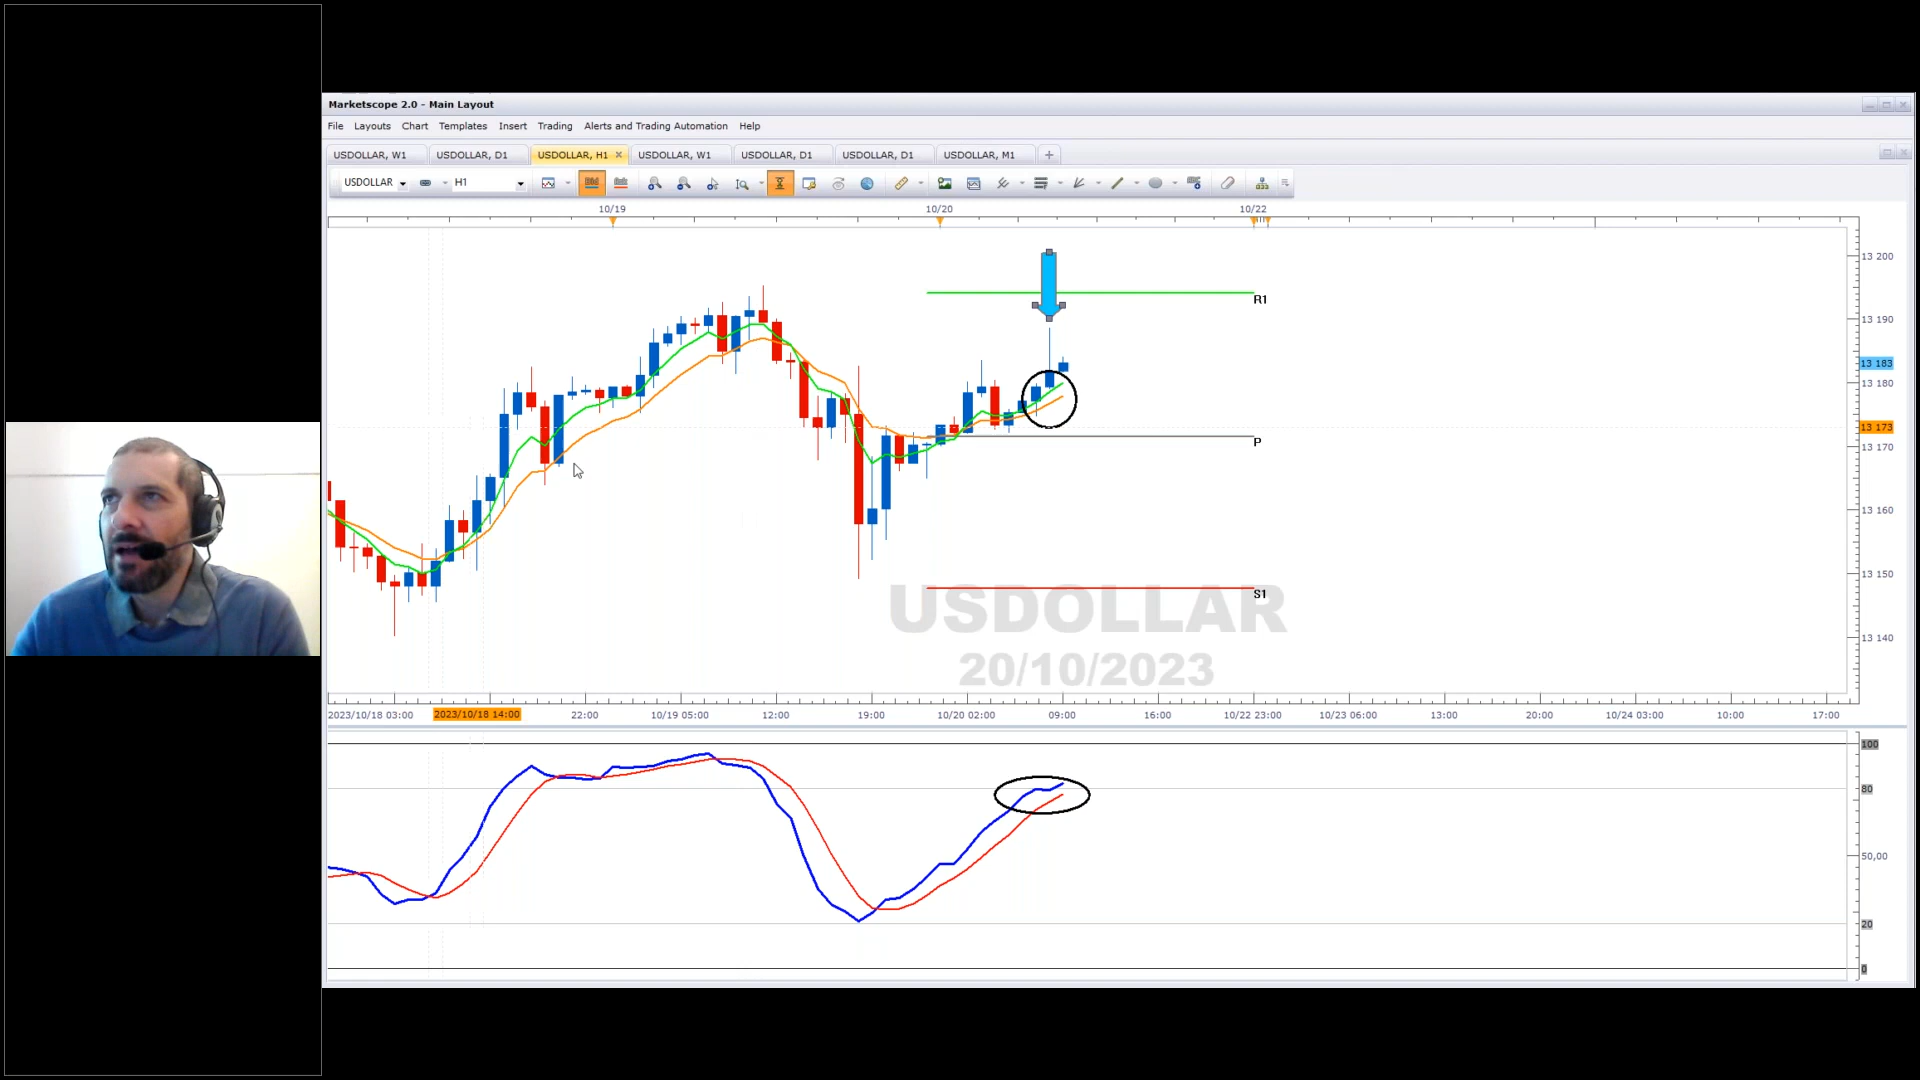 Marketscope 2.0 - Main Layout
File Layouts Chart Templates Insert Trading Alerts and Trading Automation Help
USDOLLAR, W1 USDOLLAR, D1 USDOLLAR, H1 USDOLLAR, W1 USDOLLAR, D1 USDOLLAR, D1 USDOLLAR, M1
USDOLLAR H1
10/19 10/20 10/22
13 200
R1
13 190
13 183
13 180
13 173
P
13 170
13 160
13 150
S1
USDOLLAR
13 140
20/10/2023
2023/10/18 03:00 2023/10/18 14:00 22:00 10/19 05:00 12:00 19:00 10/20 02:00 09:00 16:00 10/22 23:00 10/23 06:00 13:00 20:00 10/24 03:00 10:00 17:00
100
80
50,00
20
0